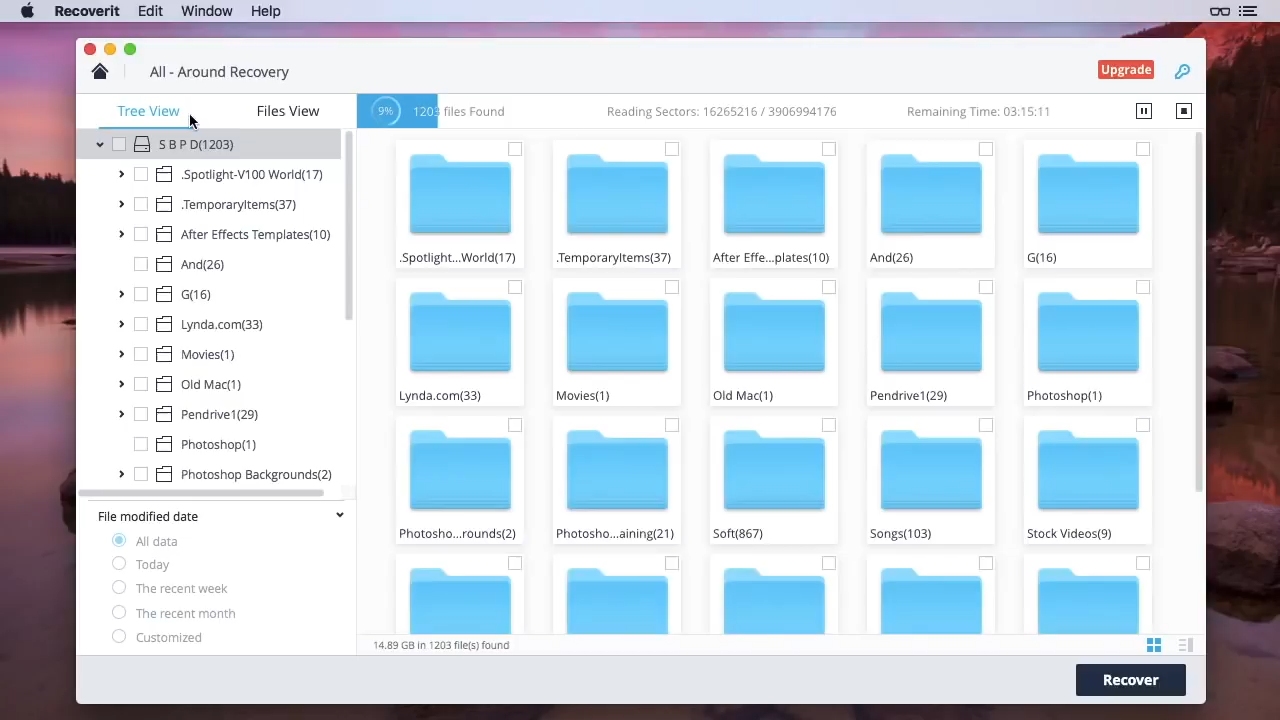 Recoverit Edit Window Help
All - Around Recovery
Upgrade
Tree View Files View
9% 1203 files Found Reading Sectors: 16265216 / 3906994176 Remaining Time: 03:15:11
S B P D(1203)
.Spotlight-V100 World(17)
.TemporaryItems(37)
After Effects Templates(10)
And(26)
G(16)
Lynda.com(33)
Movies(1)
Old Mac(1)
Pendrive1(29)
Photoshop(1)
Photoshop Backgrounds(2)
File modified date
All data
Today
The recent week
The recent month
Customized
.Spotlight...World(17) .TemporaryItems(37) After Effe...plates(10) And(26) G(16)
Lynda.com(33) Movies(1) Old Mac(1) Pendrive1(29) Photoshop(1)
Photosho...rounds(2) Photosho...aining(21) Soft(867) Songs(103) Stock Videos(9)
14.89 GB in 1203 file(s) found
Recover